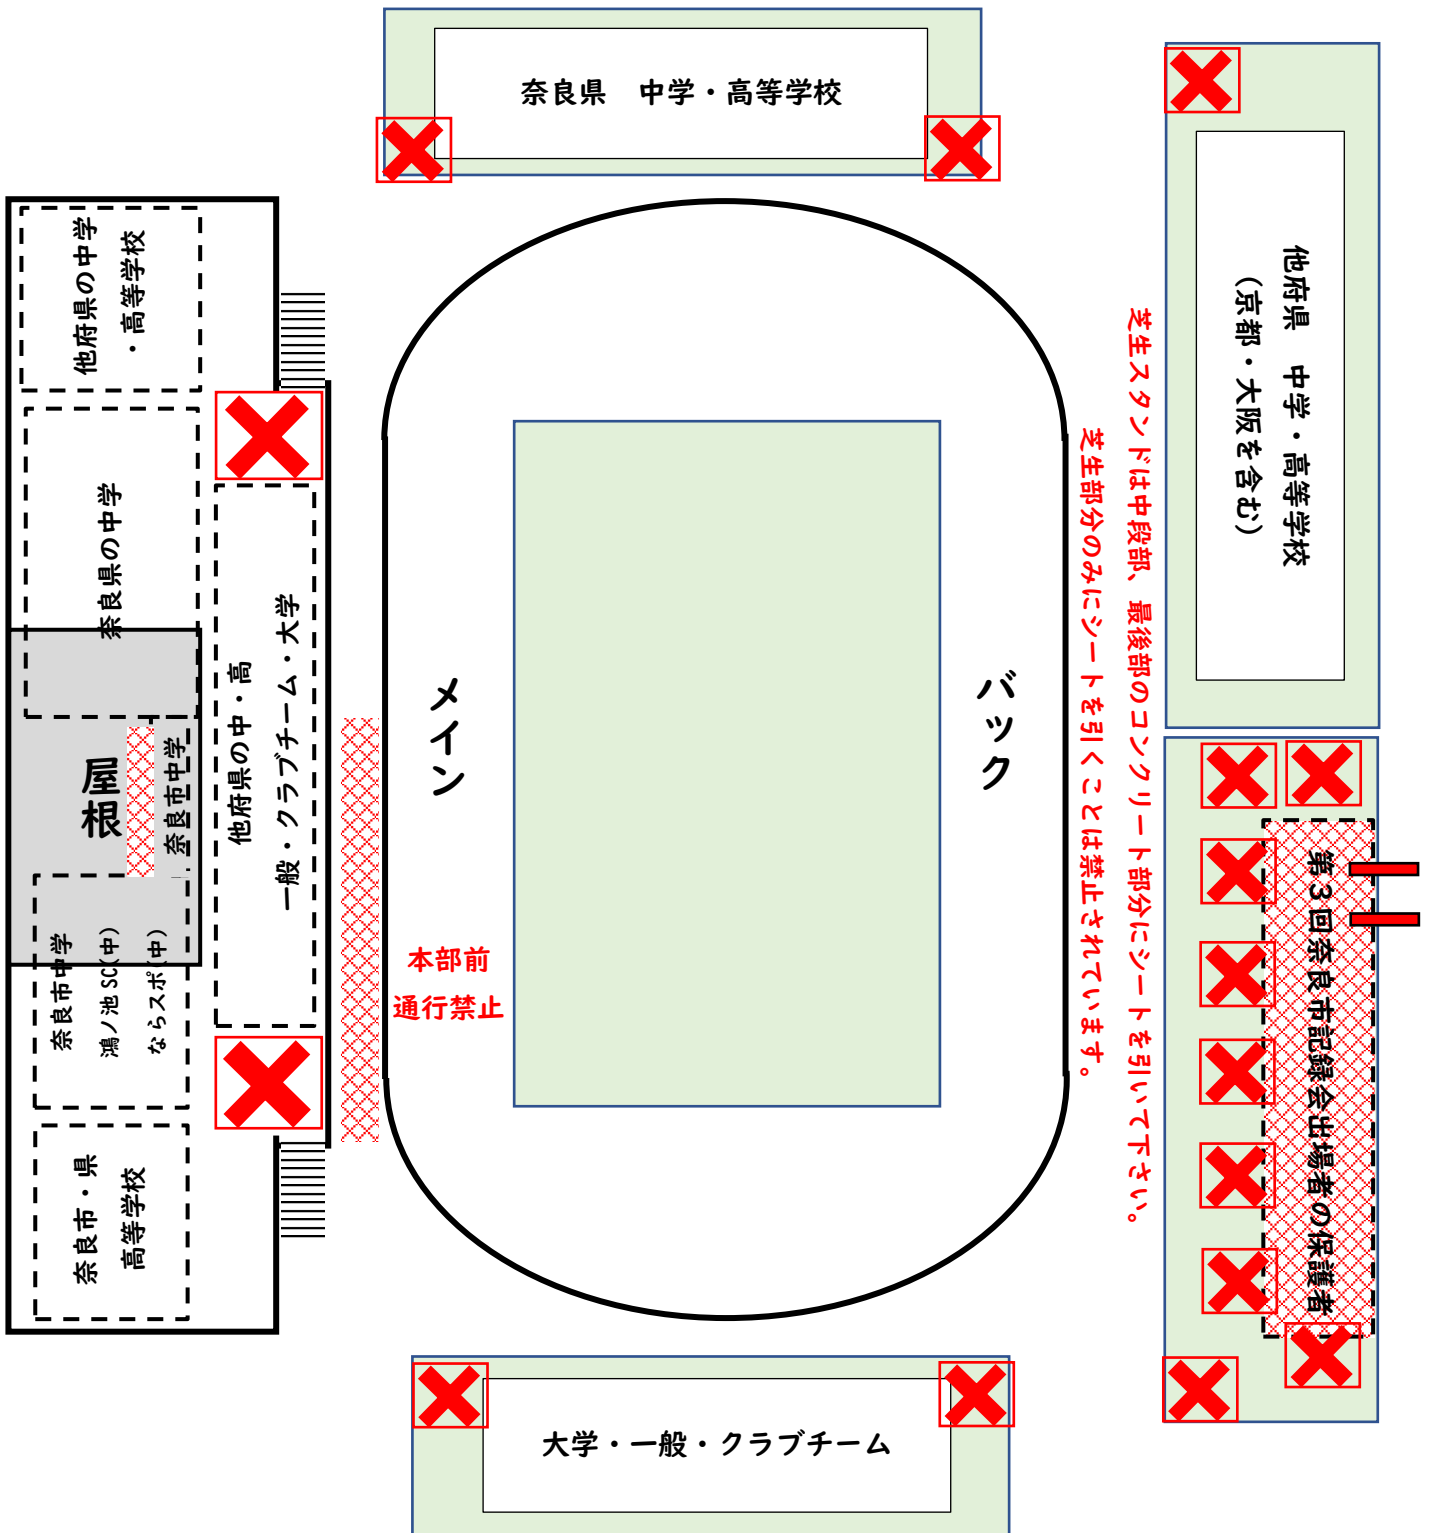 奈良県　中学・高等学校
他府県の中学
・高等学校
奈良県の中学
屋根
奈良市中学
他府県の中・高
一般・クラブチーム・大学
奈良市中学
鴻ノ池SC(中)
ならスポ(中)
奈良市・県
高等学校
メイン
本部前
通行禁止
バック
他府県　中学・高等学校
（京都・大阪を含む）
芝生スタンドは中段部、最後部のコンクリート部分にシートを引いて下さい。
芝生部分のみにシートを引くことは禁止されています。
第３回奈良市記録会出場者の保護者
大学・一般・クラブチーム